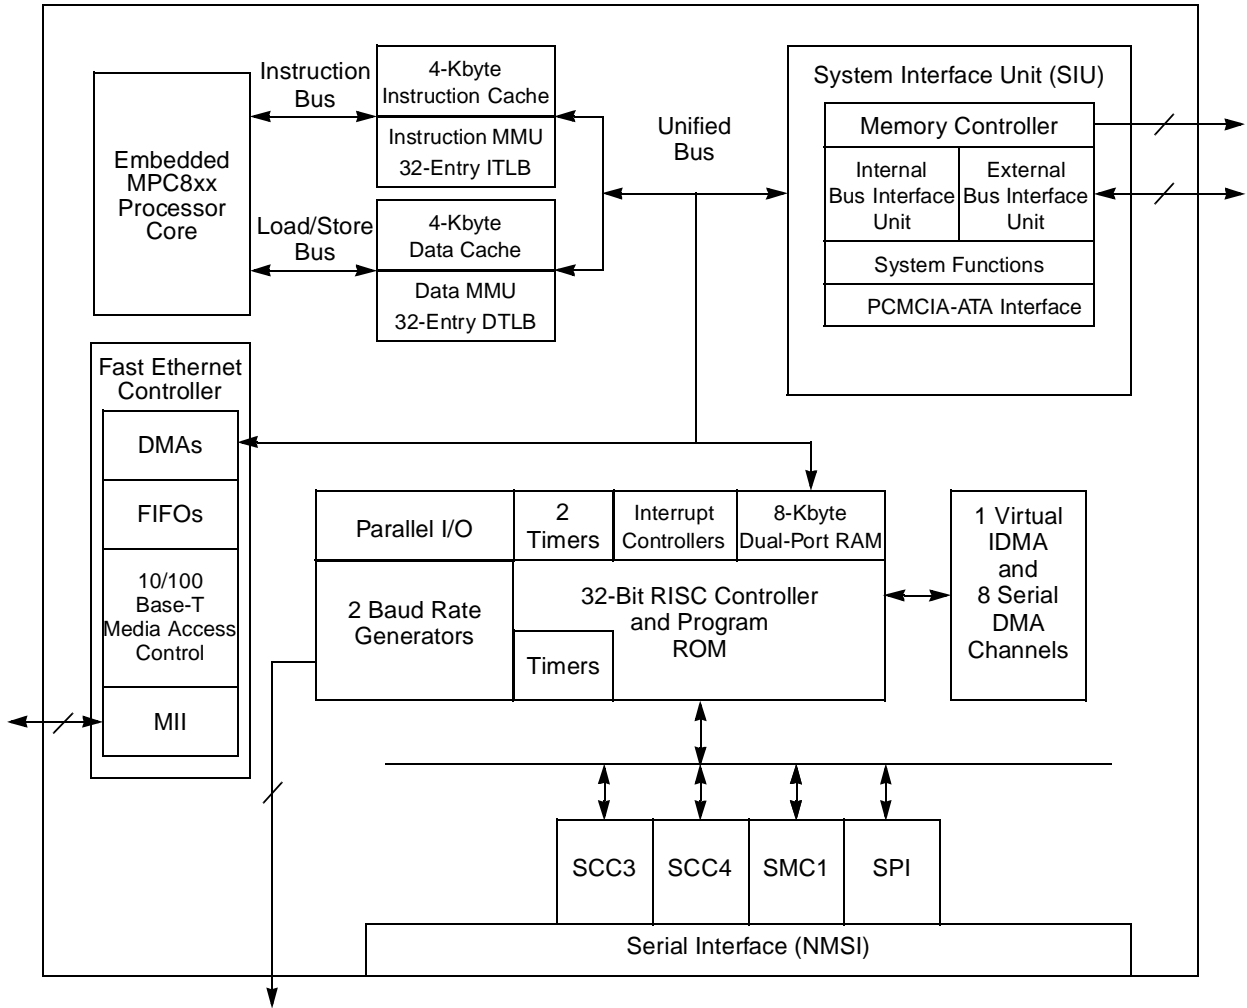 Instruction
Bus
4-Kbyte
Instruction Cache
Instruction MMU
32-Entry ITLB
Embedded
MPC8xx
Processor
Core
Load/Store
Bus
4-Kbyte
Data Cache
Data MMU
32-Entry DTLB
Unified
Bus
System Interface Unit (SIU)
Memory Controller
Internal
Bus Interface
Unit
External
Bus Interface
Unit
System Functions
PCMCIA-ATA Interface
Fast Ethernet
Controller
DMAs
FIFOs
10/100
Base-T
Media Access
Control
MII
Parallel I/O
2
Timers
Interrupt
Controllers
8-Kbyte
Dual-Port RAM
2 Baud Rate
Generators
32-Bit RISC Controller
and Program
ROM
Timers
1 Virtual
IDMA
and
8 Serial
DMA
Channels
SCC3
SCC4
SMC1
SPI
Serial Interface (NMSI)